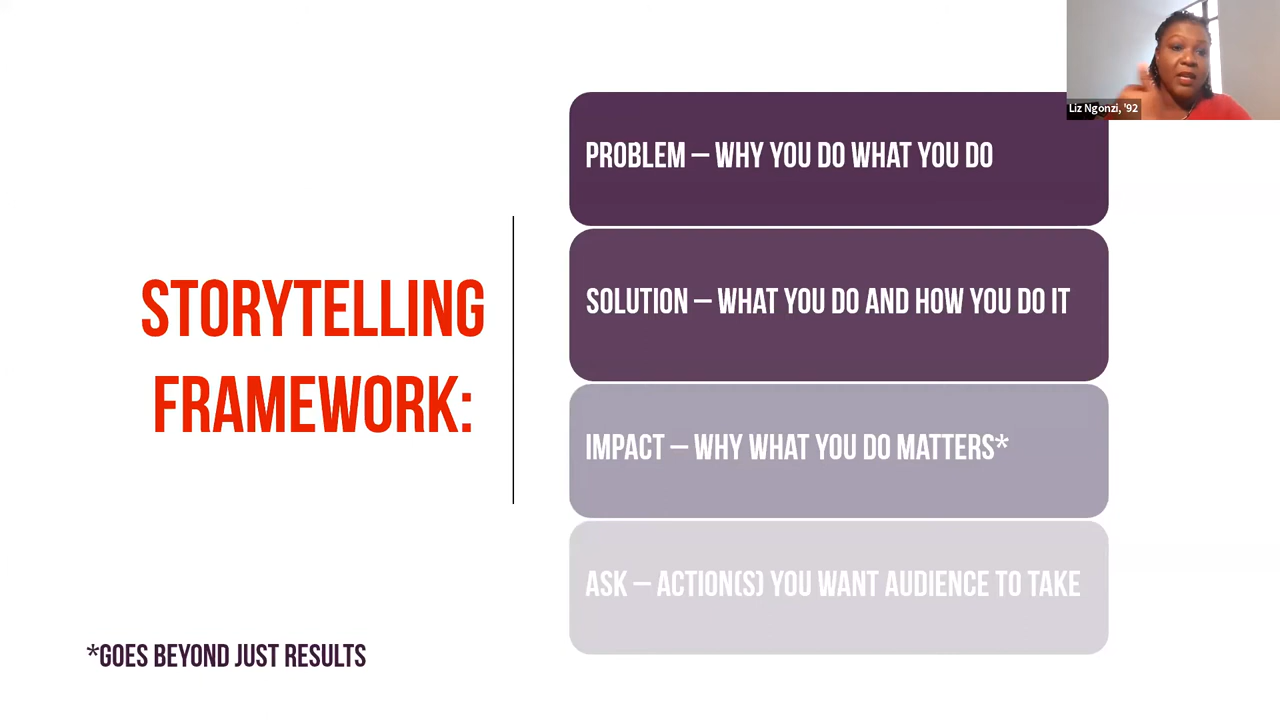 Liz Ngonzi, '92
STORYTELLING
FRAMEWORK:
PROBLEM – WHY YOU DO WHAT YOU DO
SOLUTION – WHAT YOU DO AND HOW YOU DO IT
IMPACT – WHY WHAT YOU DO MATTERS*
ASK – ACTION(S) YOU WANT AUDIENCE TO TAKE
*GOES BEYOND JUST RESULTS